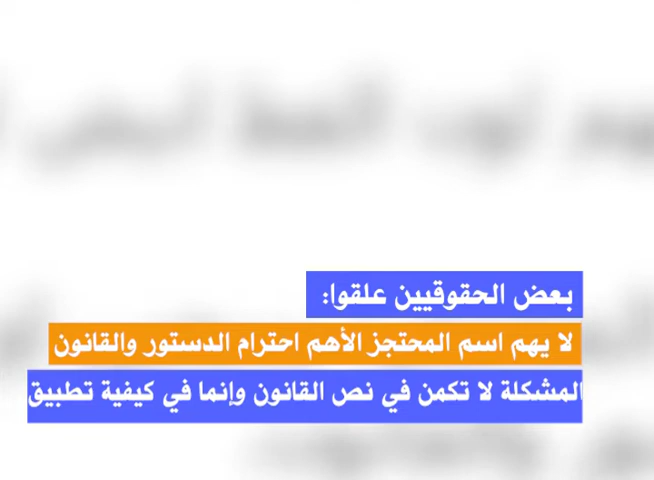 بعض الحقوقيين علقوا:
لا يهم اسم المحتجز الأهم احترام الدستور والقانون
المشكلة لا تكمن في نص القانون وإنما في كيفية تطبيق